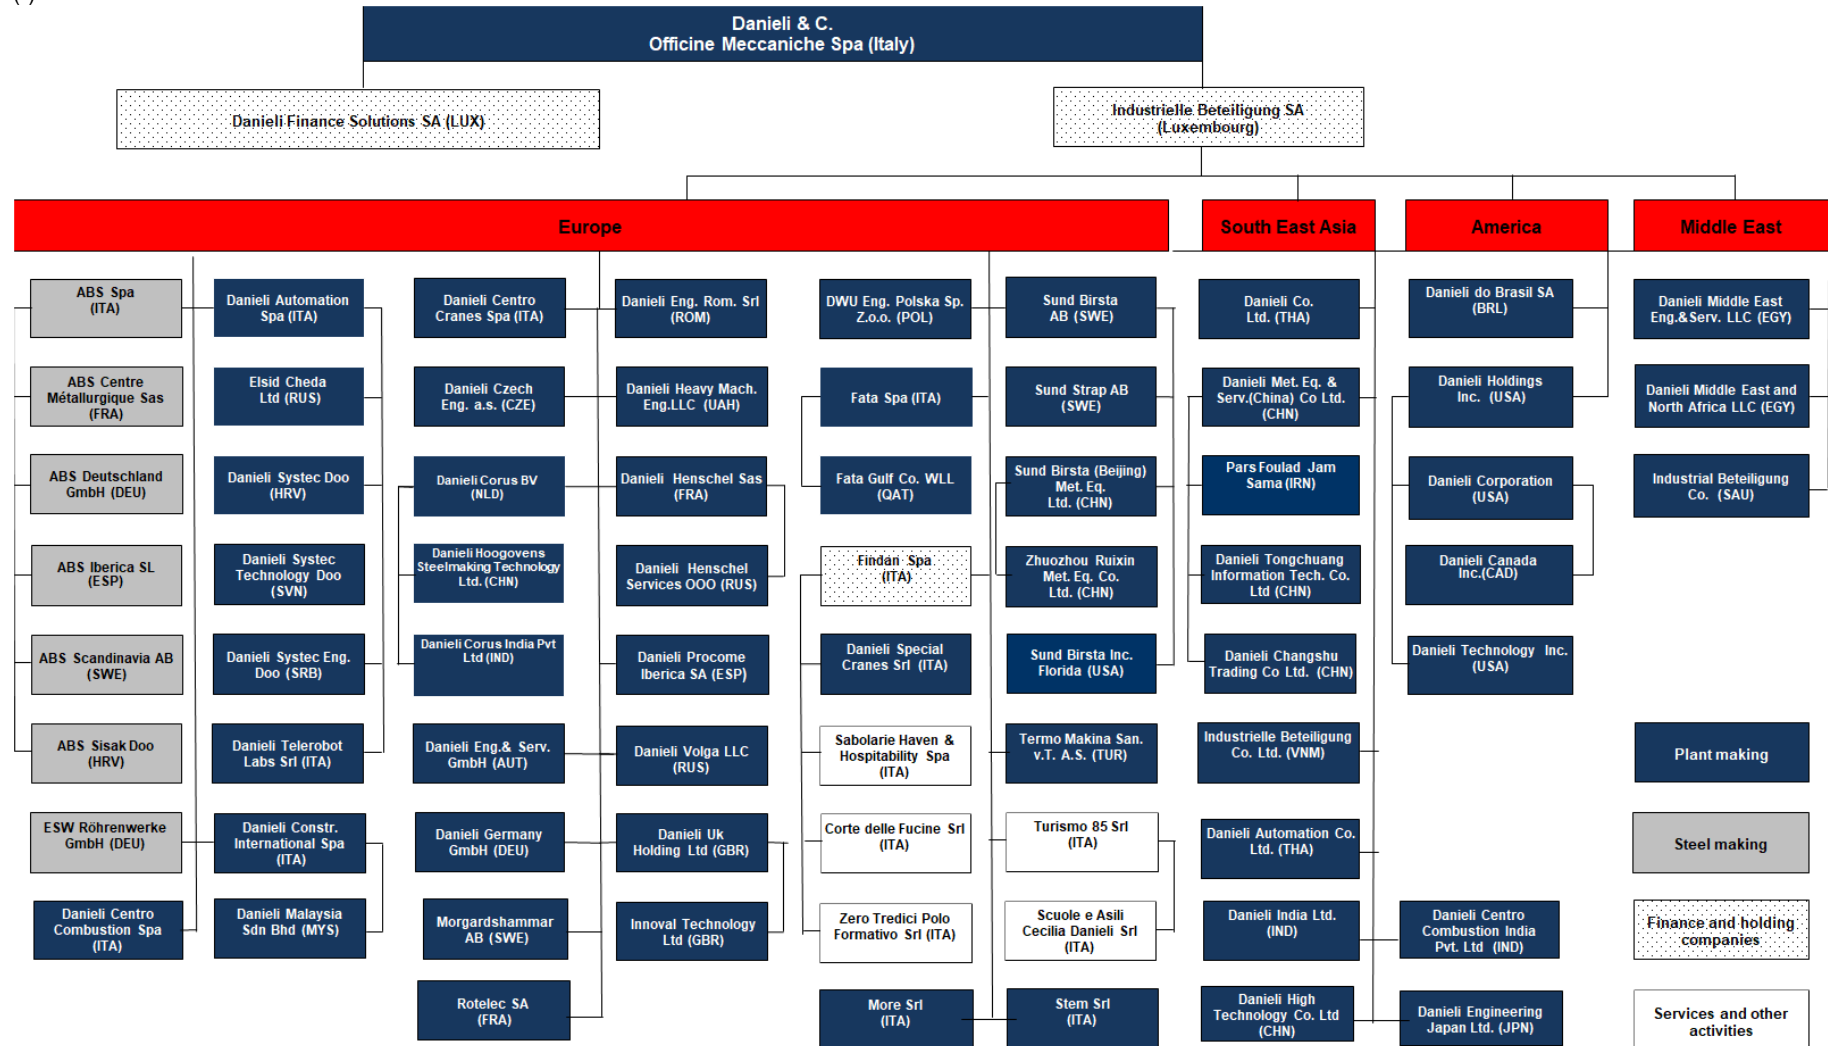 Danieli & C.
Officine Meccaniche Spa (Italy)
Danieli Finance Solutions SA (LUX)
Industrielle Beteiligung SA
(Luxembourg)
Europe
South East Asia
America
Middle East
ABS Spa
(ITA)
Danieli Automation
Spa (ITA)
Danieli Centro
Cranes Spa (ITA)
Danieli Eng. Rom. Srl
(ROM)
DWU Eng. Polska Sp.
Z.o.o. (POL)
Sund Birsta
AB (SWE)
Danieli Co.
Ltd. (THA)
Danieli do Brasil SA
(BRL)
Danieli Middle East
Eng.&Serv. LLC (EGY)
ABS Centre
Métallurgique Sas
(FRA)
Elsid Cheda
Ltd (RUS)
Danieli Czech
Eng. a.s. (CZE)
Danieli Heavy Mach.
Eng.LLC (UAH)
Fata Spa (ITA)
Sund Strap AB
(SWE)
Danieli Met. Eq. &
Serv.(China) Co Ltd.
(CHN)
Danieli Holdings
Inc. (USA)
Danieli Middle East and
North Africa LLC (EGY)
ABS Deutschland
GmbH (DEU)
Danieli Systec Doo
(HRV)
Danieli Corus BV
(NLD)
Danieli Henschel Sas
(FRA)
Fata Gulf Co. WLL
(QAT)
Sund Birsta (Beijing)
Met. Eq.
Ltd. (CHN)
Pars Foulad Jam
Sama (IRN)
Danieli Corporation
(USA)
Industrial Beteiligung
Co. (SAU)
ABS Iberica SL
(ESP)
Danieli Systec
Technology Doo
(SVN)
Danieli Hoogovens
Steelmaking Technology
Ltd. (CHN)
Danieli Henschel
Services OOO (RUS)
Findan Spa
(ITA)
Zhuozhou Ruixin
Met. Eq. Co.
Ltd. (CHN)
Danieli Tongchuang
Information Tech. Co.
Ltd (CHN)
Danieli Canada
Inc.(CAD)
ABS Scandinavia AB
(SWE)
Danieli Systec Eng.
Doo (SRB)
Danieli Corus India Pvt
Ltd (IND)
Danieli Procome
Iberica SA (ESP)
Danieli Special
Cranes Srl (ITA)
Sund Birsta Inc.
Florida (USA)
Danieli Changshu
Trading Co Ltd. (CHN)
Danieli Technology Inc.
(USA)
ABS Sisak Doo
(HRV)
Danieli Telerobot
Labs Srl (ITA)
Danieli Eng.& Serv.
GmbH (AUT)
Danieli Volga LLC
(RUS)
Sabolarie Haven &
Hospitability Spa
(ITA)
Termo Makina San.
v.T. A.S. (TUR)
Industrielle Beteiligung
Co. Ltd. (VNM)
Plant making
ESW Röhrenwerke
GmbH (DEU)
Danieli Constr.
International Spa
(ITA)
Danieli Germany
GmbH (DEU)
Danieli Uk
Holding Ltd (GBR)
Corte delle Fucine Srl
(ITA)
Turismo 85 Srl
(ITA)
Danieli Automation Co.
Ltd. (THA)
Steel making
Danieli Centro
Combustion Spa
(ITA)
Danieli Malaysia
Sdn Bhd (MYS)
Morgardshammar
AB (SWE)
Innoval Technology
Ltd (GBR)
Zero Tredici Polo
Formativo Srl (ITA)
Scuole e Asili
Cecilia Danieli Srl
(ITA)
Danieli India Ltd.
(IND)
Danieli Centro
Combustion India
Pvt. Ltd (IND)
Finance and holding
companies
Rotelec SA
(FRA)
More Srl
(ITA)
Stem Srl
(ITA)
Danieli High
Technology Co. Ltd
(CHN)
Danieli Engineering
Japan Ltd. (JPN)
Services and other
activities